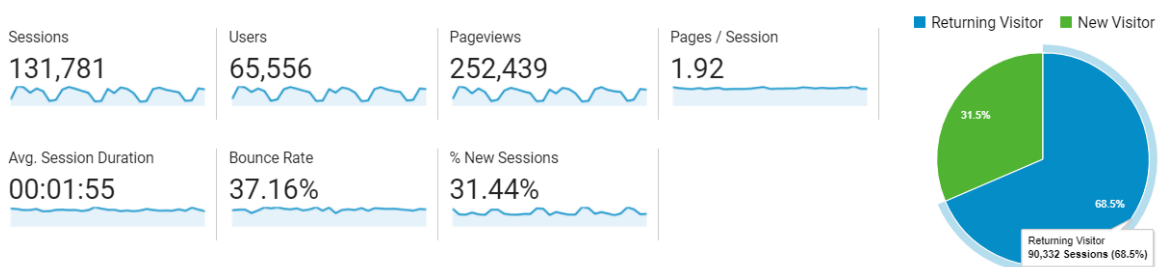 Sessions
131,781
Users
65,556
Pageviews
252,439
Pages / Session
1.92
Avg. Session Duration
00:01:55
Bounce Rate
37.16%
% New Sessions
31.44%
Returning Visitor
New Visitor
31.5%
68.5%
Returning Visitor
90,332 Sessions (68.5%)